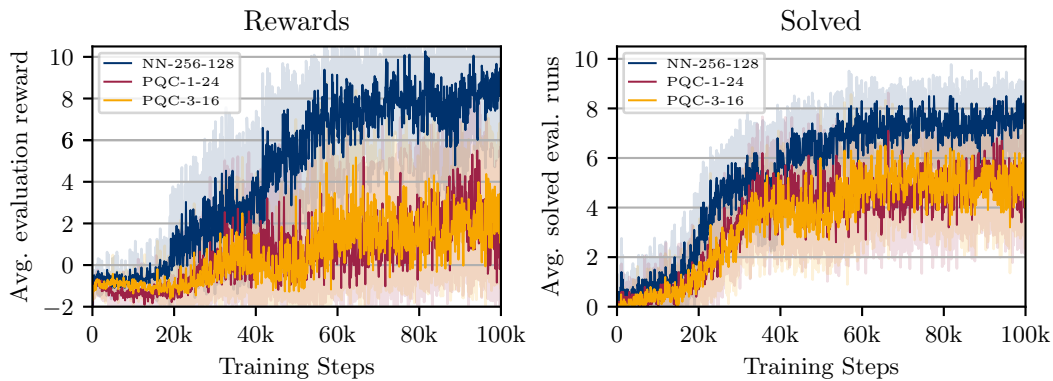 Rewards
Avg. evaluation reward
10
8
6
4
2
0
−2
NN-256-128
PQC-1-24
PQC-3-16
0
20k
40k
60k
80k
100k
Training Steps
Solved
Avg. solved eval. runs
10
8
6
4
2
0
NN-256-128
PQC-1-24
PQC-3-16
0
20k
40k
60k
80k
100k
Training Steps